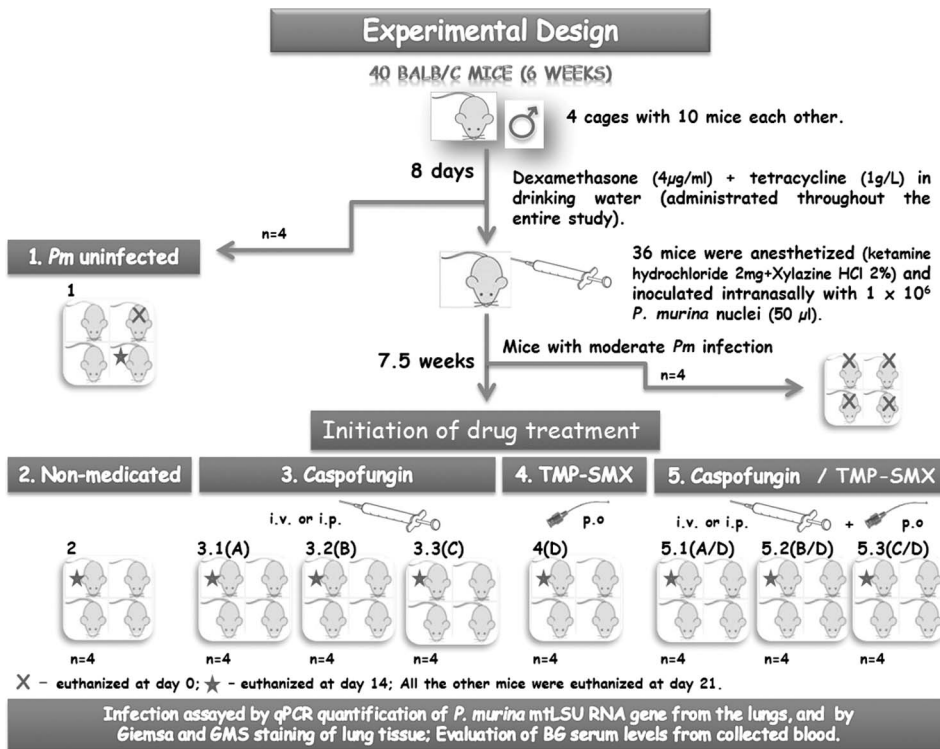 Experimental Design
40 BALB/C MICE (6 WEEKS)
4 cages with 10 mice each other.
8 days
Dexamethasone (4µg/ml) + tetracycline (1g/L) in
drinking water (administrated throughout the
entire study).
n=4
1. Pm uninfected
1
36 mice were anesthetized (ketamine
hydrochloride 2mg+Xylazine HCl 2%) and
inoculated intranasally with 1 x 10⁶
P. murina nuclei (50 µl).
7.5 weeks
Mice with moderate Pm infection
n=4
Initiation of drug treatment
2. Non-medicated
3. Caspofungin
4. TMP-SMX
5. Caspofungin / TMP-SMX
i.v. or i.p.
p.o
i.v. or i.p.
+
p.o
2
3.1(A)
3.2(B)
3.3(C)
4(D)
5.1(A/D)
5.2(B/D)
5.3(C/D)
n=4
n=4
n=4
n=4
n=4
n=4
n=4
n=4
X - euthanized at day 0; ★ - euthanized at day 14; All the other mice were euthanized at day 21.
Infection assayed by qPCR quantification of P. murina mtLSU RNA gene from the lungs, and by
Giemsa and GMS staining of lung tissue; Evaluation of BG serum levels from collected blood.